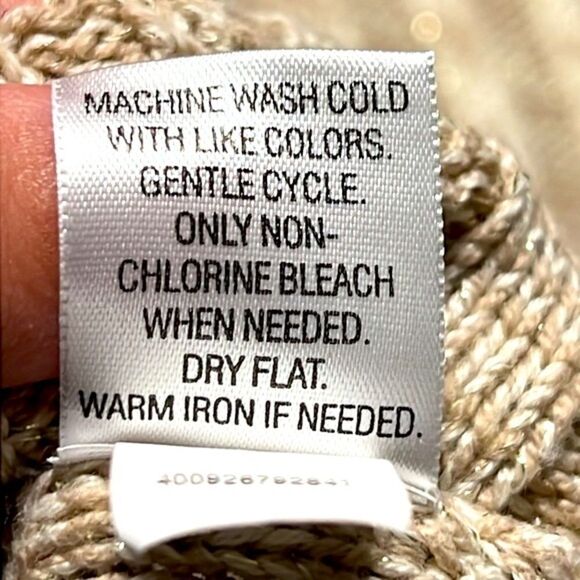 MACHINE WASH COLD
WITH LIKE COLORS.
GENTLE CYCLE.
ONLY NON-
CHLORINE BLEACH
WHEN NEEDED.
DRY FLAT.
WARM IRON IF NEEDED.